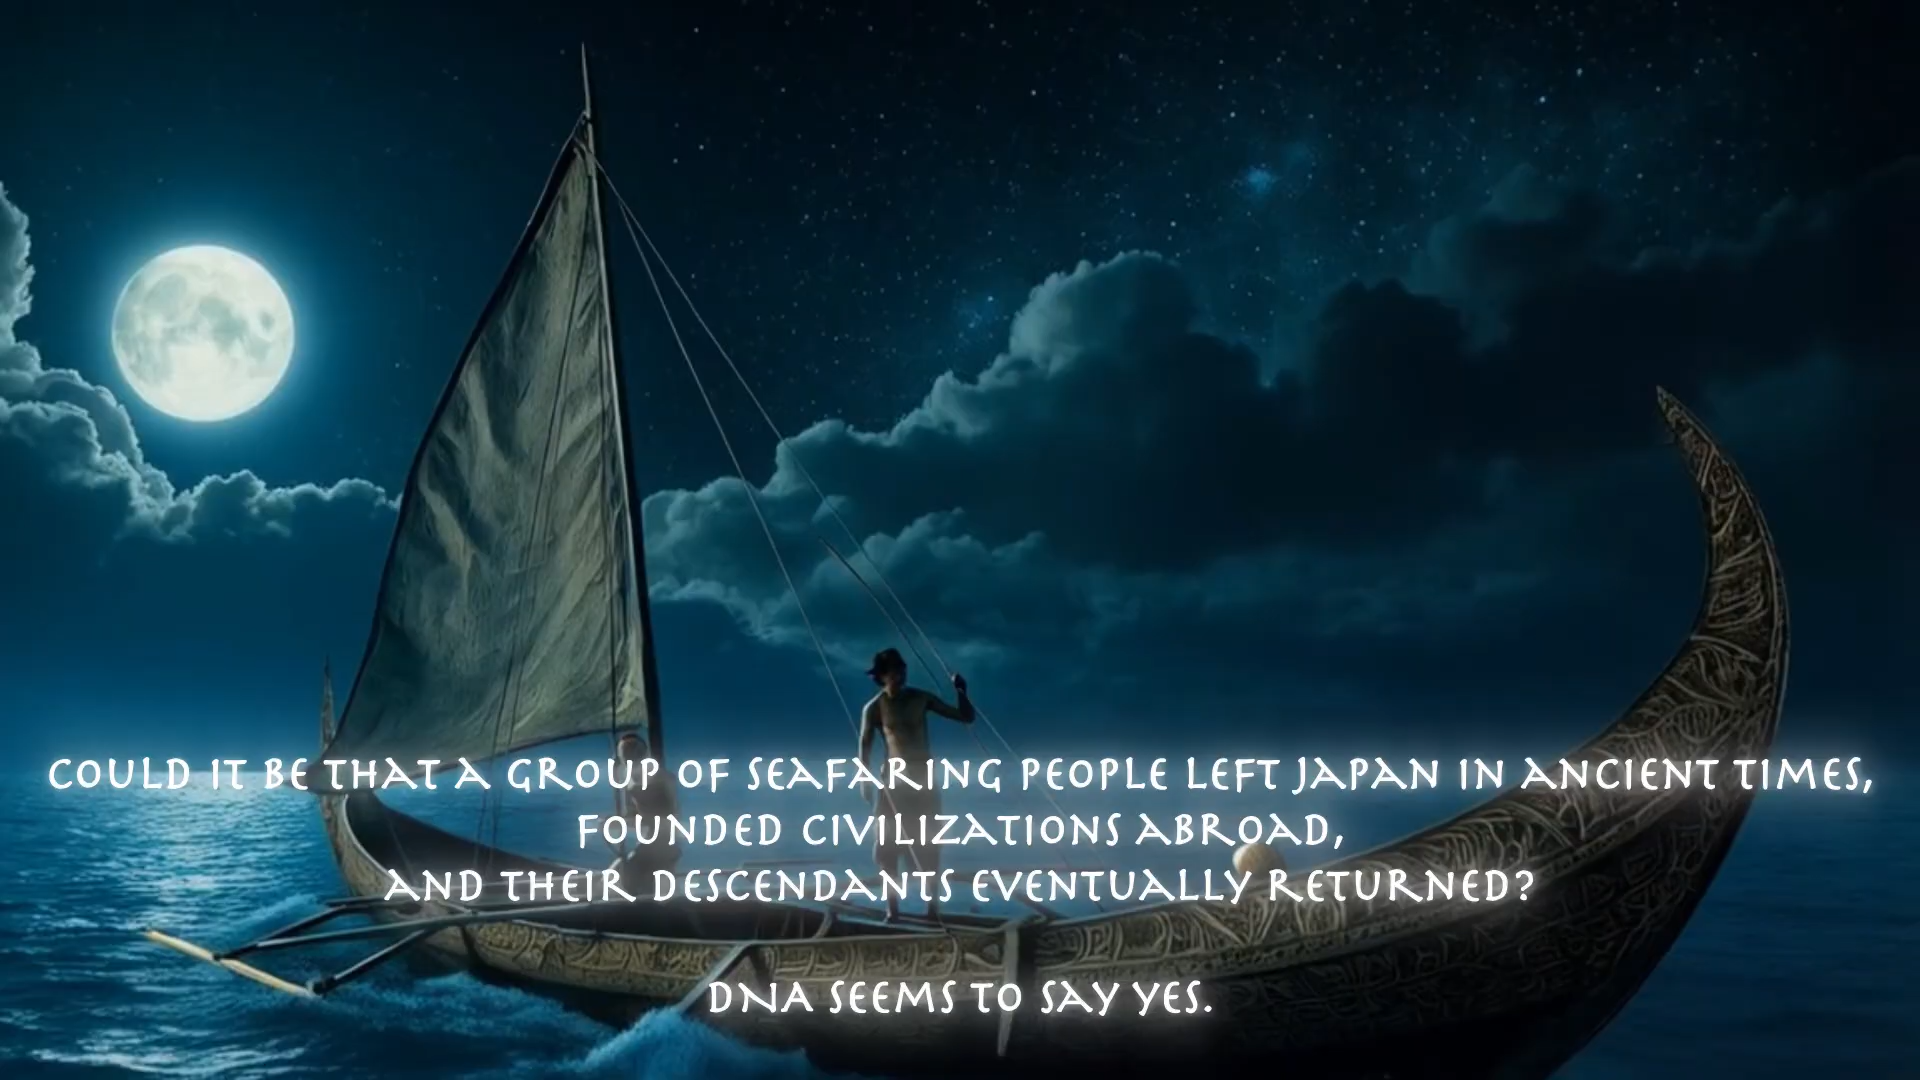 COULD IT BE THAT A GROUP OF SEAFARING PEOPLE LEFT JAPAN IN ANCIENT TIMES,
FOUNDED CIVILIZATIONS ABROAD,
AND THEIR DESCENDANTS EVENTUALLY RETURNED?
DNA SEEMS TO SAY YES.